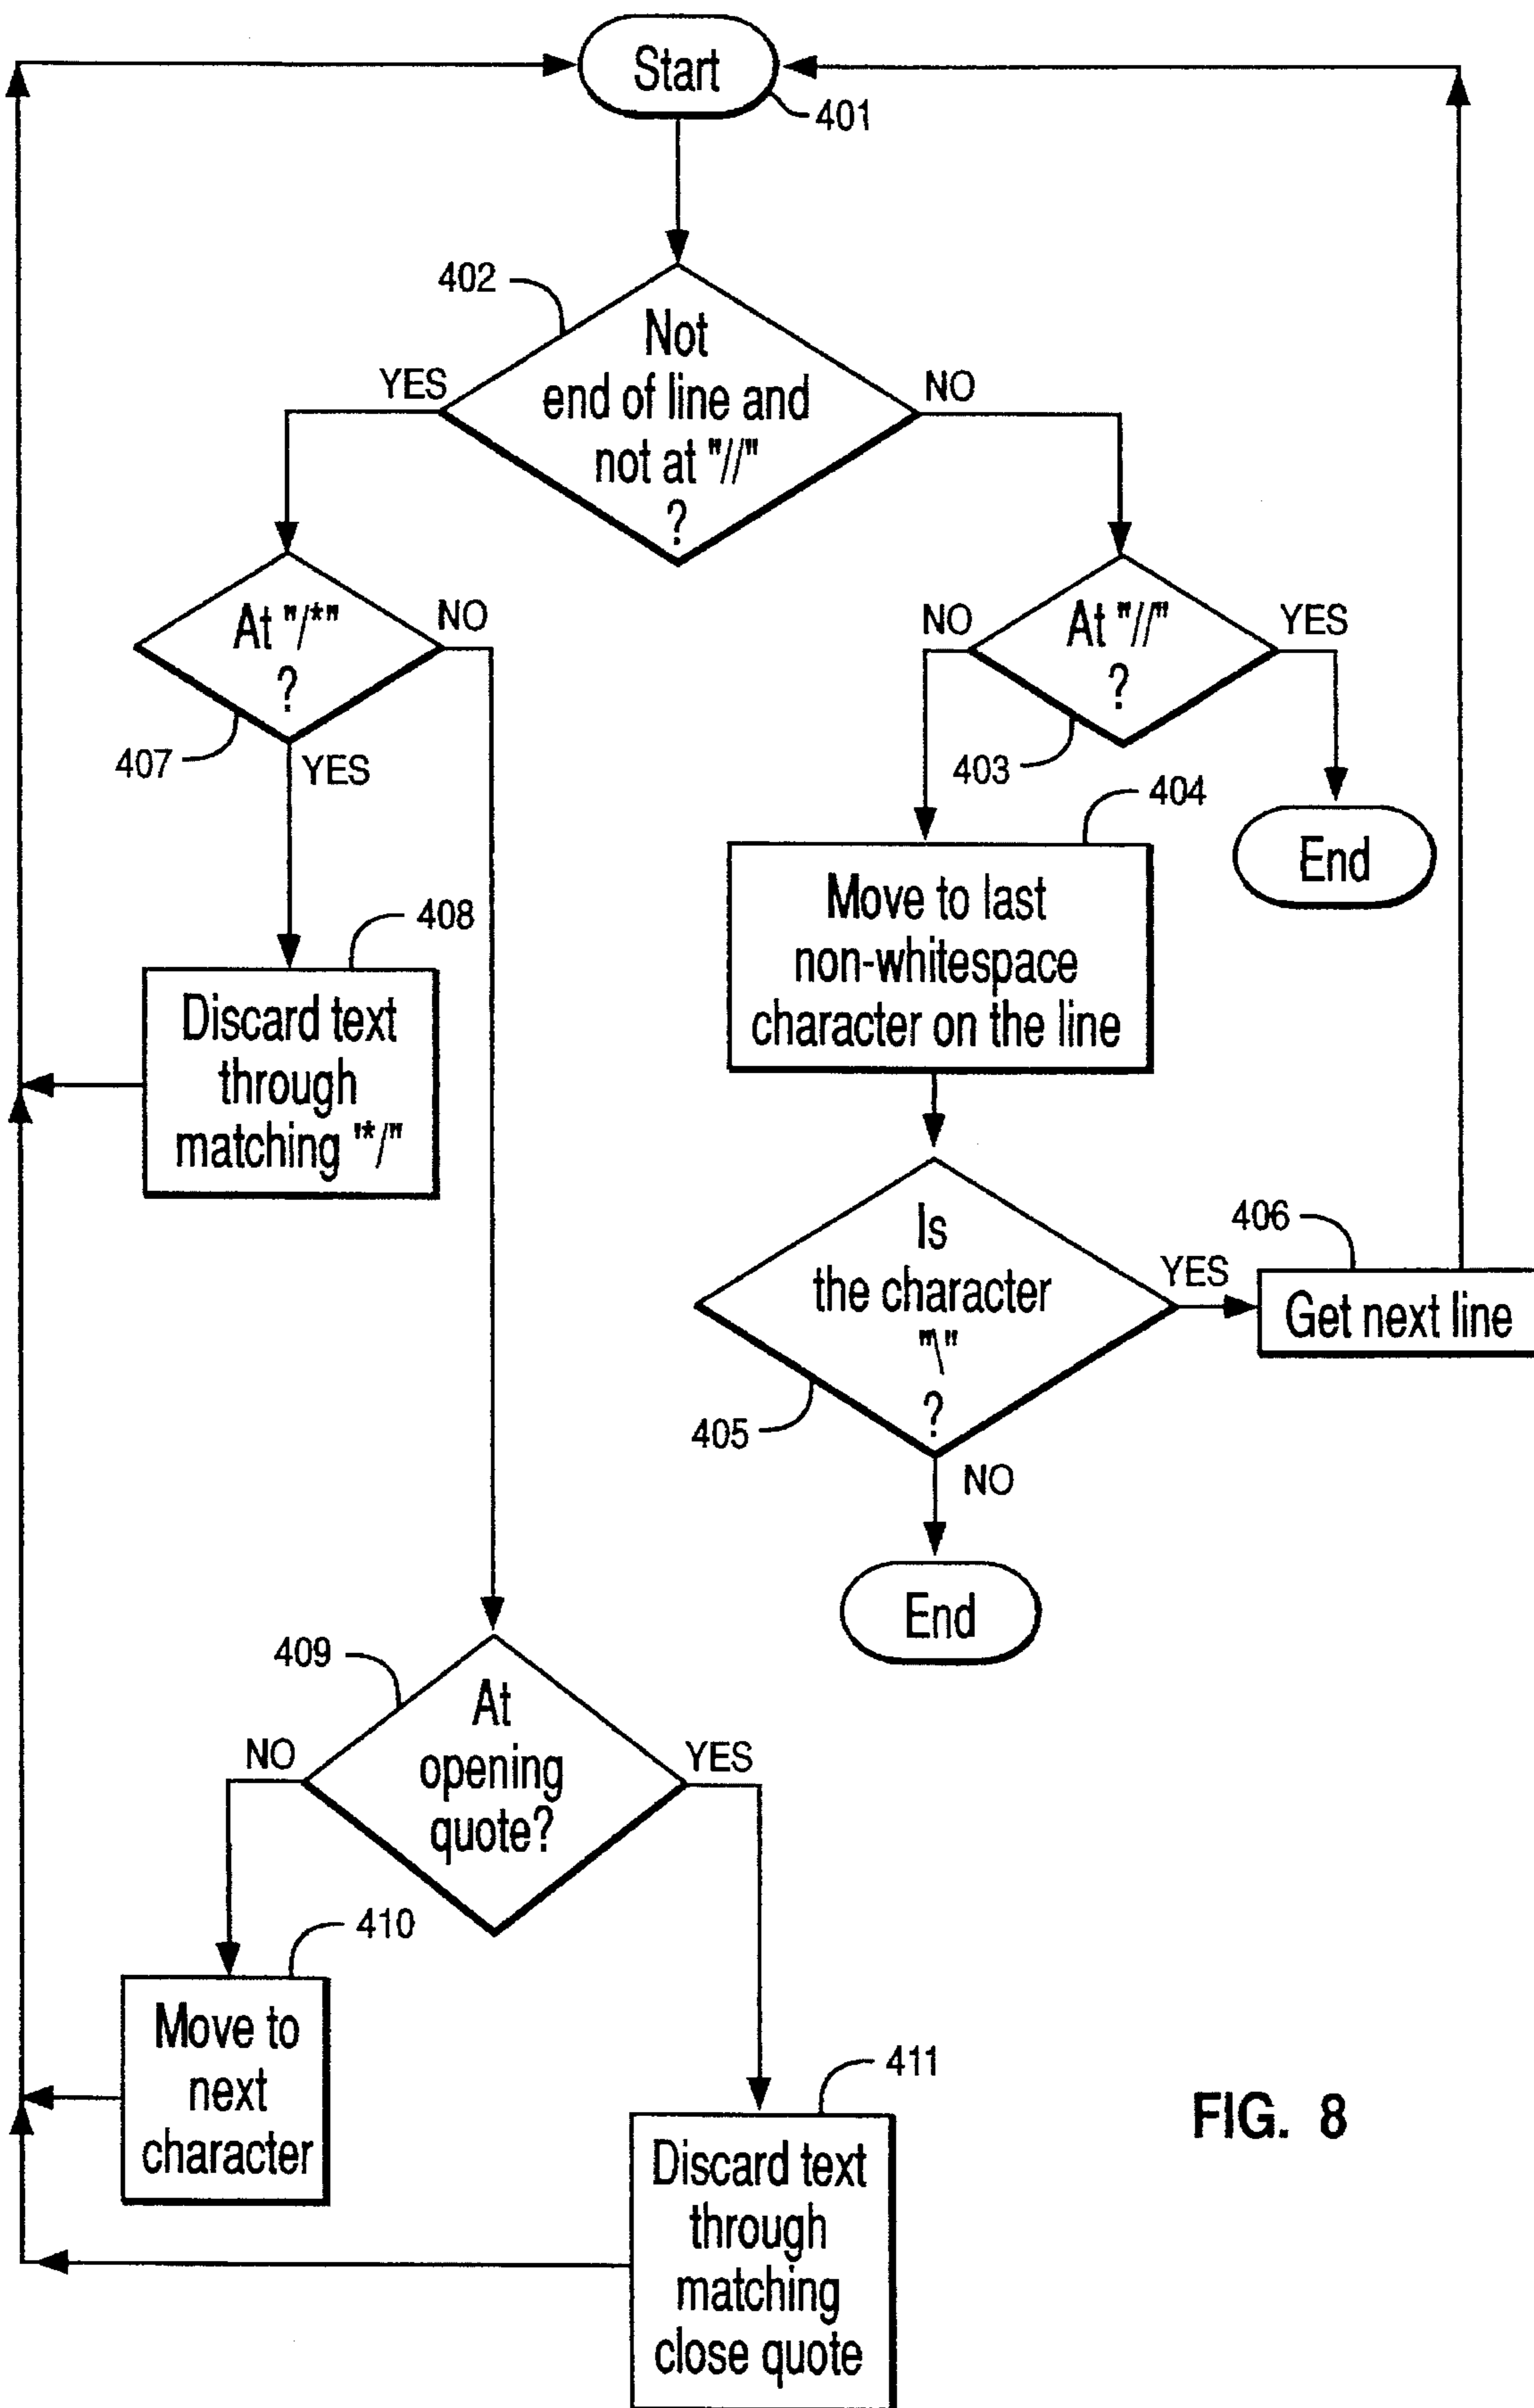 Start
401
402
Not
end of line and
not at "//"
?
YES
NO
At "/*"
?
NO
407
YES
At "//"
?
NO
YES
403
End
404
Move to last
non-whitespace
character on the line
408
Discard text
through
matching "*/"
Is
the character
"\"
?
405
YES
406
Get next line
NO
End
409
At
opening
quote?
NO
YES
410
Move to
next
character
411
Discard text
through
matching
close quote
FIG. 8